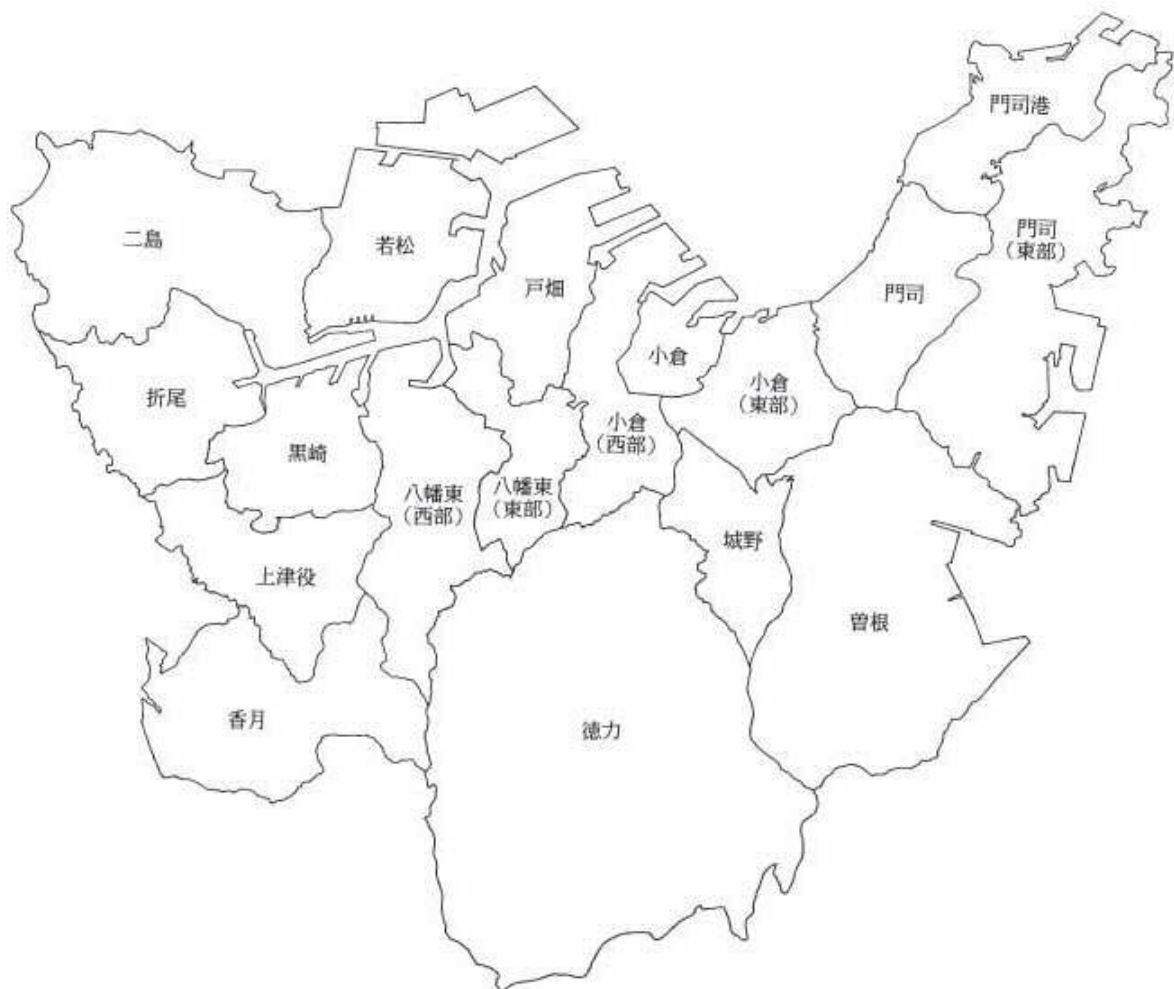 門司港
門司
（東部）
二島
若松
戸畑
門司
小倉
小倉
（東部）
折尾
小倉
（西部）
黒崎
八幡東
（西部）
八幡東
（東部）
城野
上津役
曽根
香月
徳力